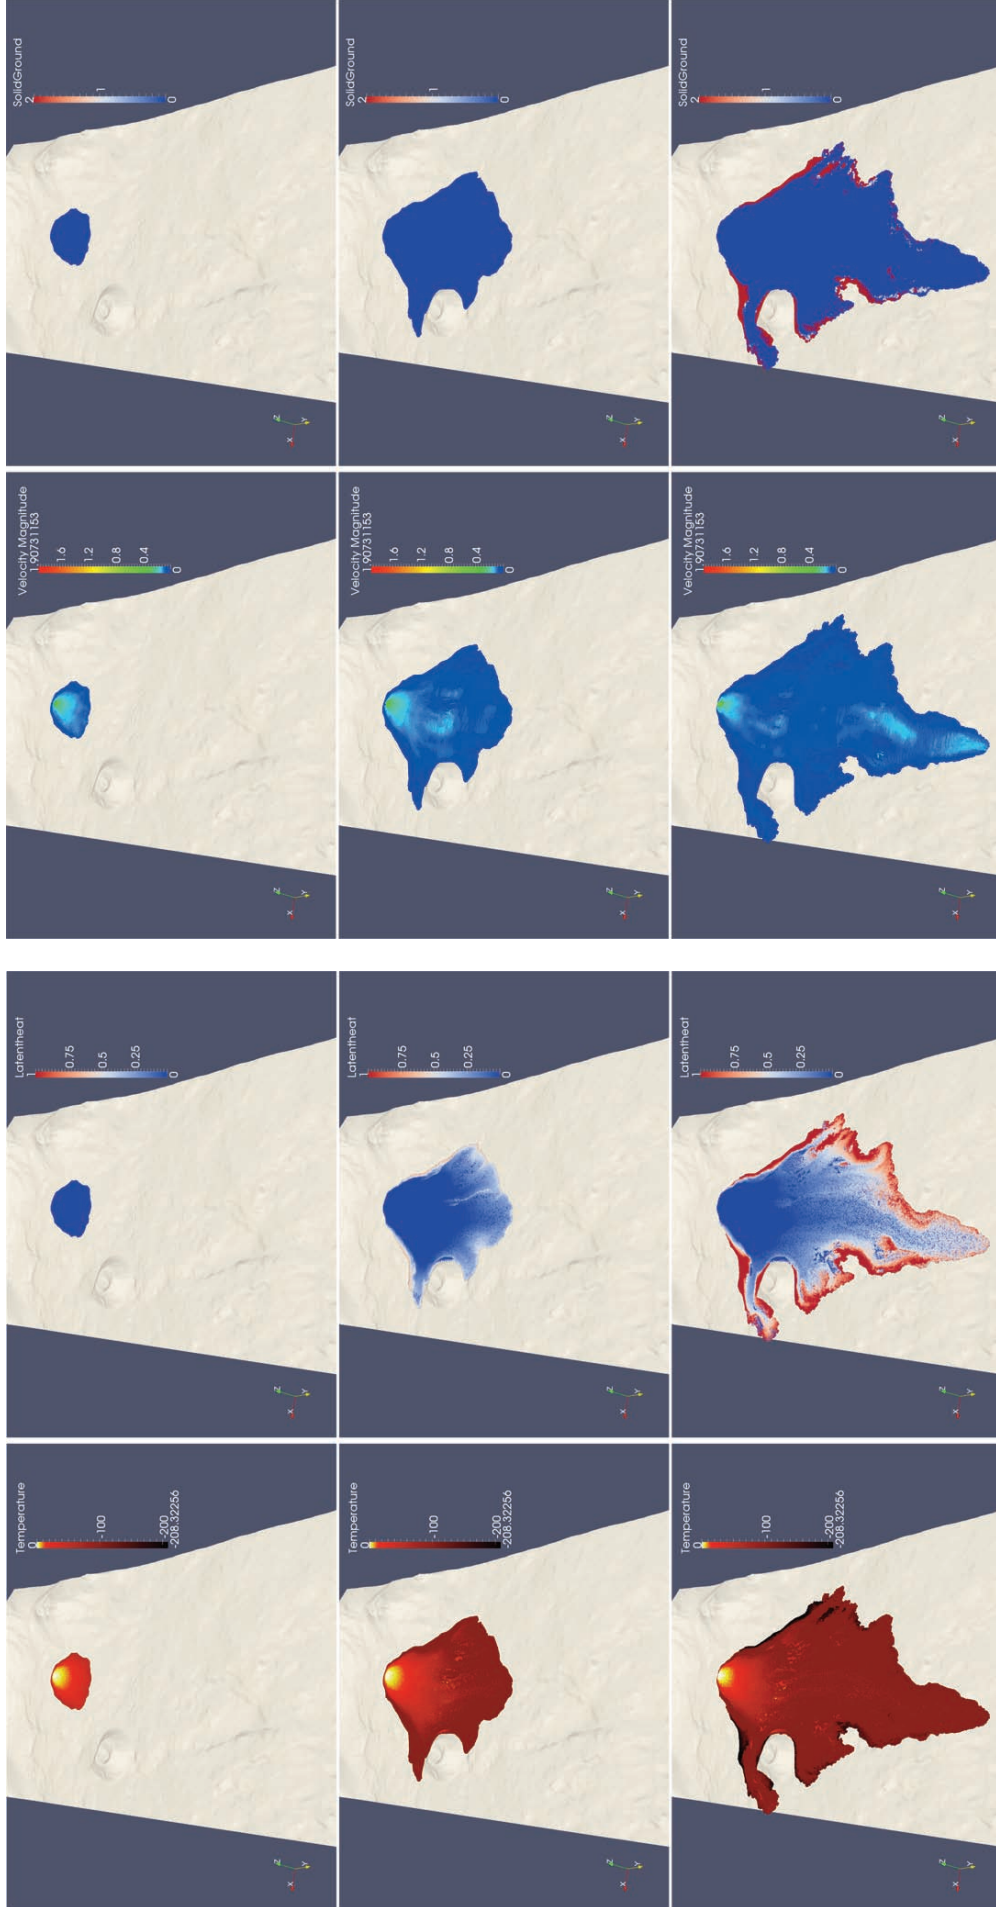 Temperature
0
-100
-200
-208.32256
Z
X
Y
Latentheat
1
0.75
0.5
0.25
0
Z
X
Y
Velocity Magnitude
1.90731153
1.6
1.2
0.8
0.4
0
Z
X
Y
SolidGround
2
1
0
Z
X
Y
Temperature
0
-100
-200
-208.32256
Z
X
Y
Latentheat
1
0.75
0.5
0.25
0
Z
X
Y
Velocity Magnitude
1.90731153
1.6
1.2
0.8
0.4
0
Z
X
Y
SolidGround
2
1
0
Z
X
Y
Temperature
0
-100
-200
-208.32256
Z
X
Y
Latentheat
1
0.75
0.5
0.25
0
Z
X
Y
Velocity Magnitude
1.90731153
1.6
1.2
0.8
0.4
0
Z
X
Y
SolidGround
2
1
0
Z
X
Y